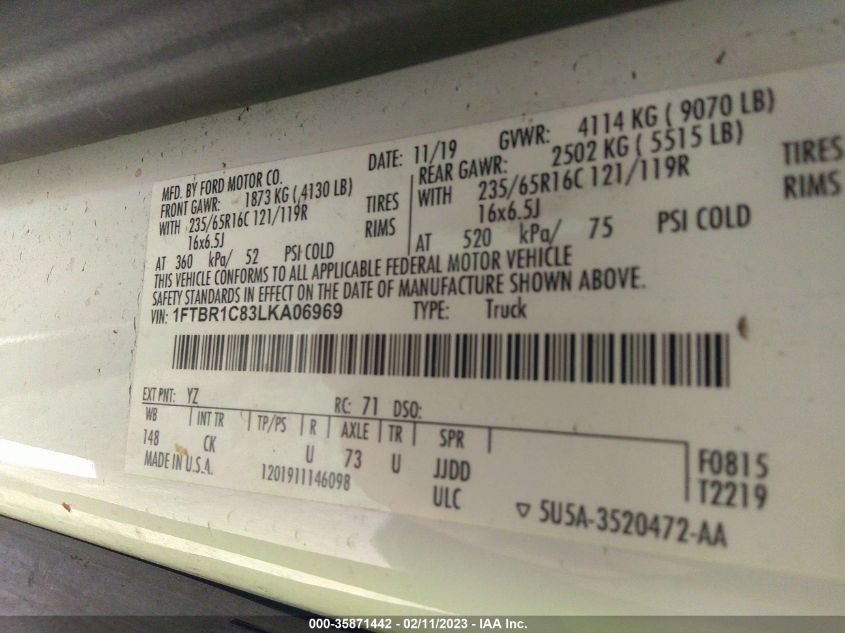 MFD. BY FORD MOTOR CO. DATE: 11/19 GVWR: 4114 KG ( 9070 LB)
FRONT GAWR: 1873 KG ( 4130 LB) REAR GAWR: 2502 KG ( 5515 LB)
WITH 235/65R16C 121/119R TIRES WITH 235/65R16C 121/119R TIRES
16x6.5J RIMS 16x6.5J RIMS
AT 360 kPa/ 52 PSI COLD AT 520 kPa/ 75 PSI COLD
THIS VEHICLE CONFORMS TO ALL APPLICABLE FEDERAL MOTOR VEHICLE
SAFETY STANDARDS IN EFFECT ON THE DATE OF MANUFACTURE SHOWN ABOVE.
VIN: 1FTBR1C83LKA06969 TYPE: Truck
EXT PNT: YZ RC: 71 DSO:
WB INT TR TP/PS R AXLE TR SPR
148 CK U 73 U JJDD F0815
MADE IN U.S.A. 1201911146098 ULC T2219
5U5A-3520472-AA
000-35871442 - 02/11/2023 - IAA Inc.